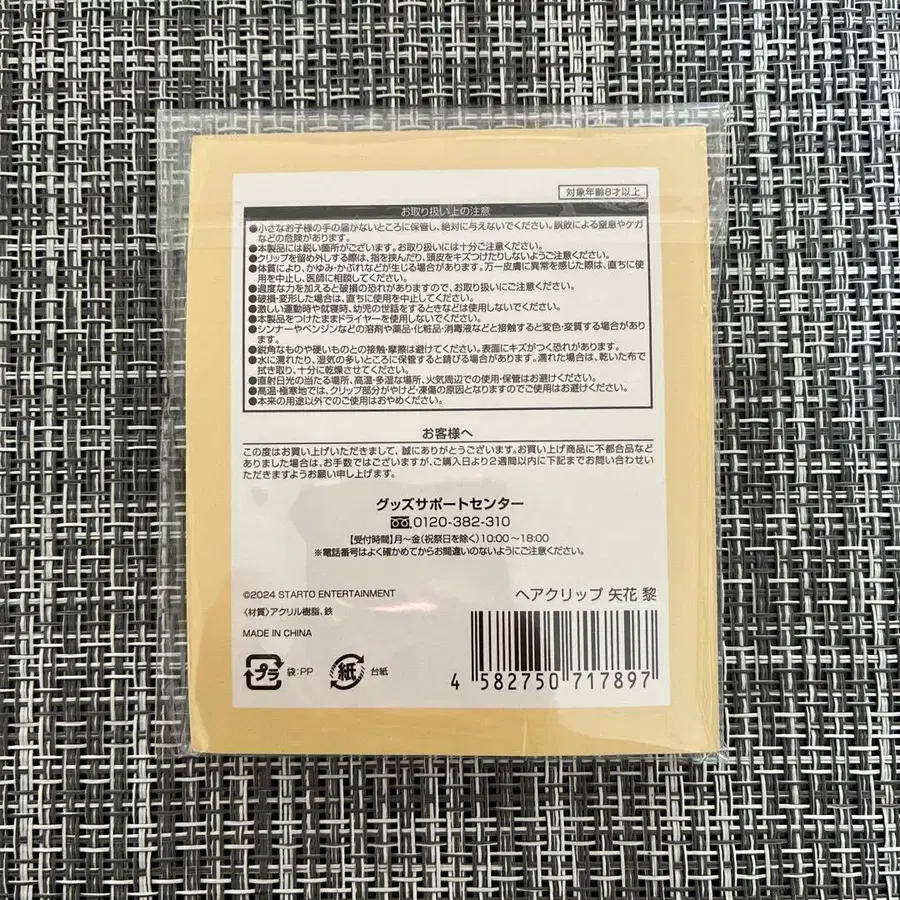 対象年齢8才以上
お取り扱い上の注意
●小さなお子様の手の届かないところに保管し、絶対に与えないでください。誤飲による窒息やケガ
などの危険があります。
●本製品には鋭い箇所がございます。お取り扱いには十分ご注意ください。
●クリップを留め外しする際は、指を挟んだり、頭皮をキズつけたりしないようご注意ください。
●体質により、かゆみ・かぶれなどが生じる場合があります。万一皮膚に異常を感じた際は、直ちに使
用を中止し、医師に相談してください。
●過度な力を加えると破損の恐れがありますので、お取り扱いにご注意ください。
●破損・変形した場合は、直ちに使用を中止してください。
●激しい運動時や就寝時、幼児の世話をするときなどは使用しないでください。
●本製品をつけたままドライヤーを使用しないでください。
●シンナーやベンジンなどの溶剤や薬品・化粧品・消毒液などと接触すると変色・変質する場合があり
ます。
●鋭角なものや硬いものとの接触・摩擦は避けてください。表面にキズがつく恐れがあります。
●水に濡れたり、湿気の多いところに保管すると錆びる場合があります。濡れた場合は、乾いた布で
拭き取り、十分に乾燥させてください。
●直射日光の当たる場所、高温・多湿な場所、火気周辺での使用・保管はお避けください。
●高温・極寒地では、クリップ部分がやけど・凍傷の原因となりますのでご使用はお避けください。
●本来の用途以外でのご使用はおやめください。
お客様へ
この度はお買い上げいただきまして、誠にありがとうございます。お買い上げ商品に不都合品など
ありました場合は、お手数ではございますが、ご購入日より2週間以内に下記までお問い合わせい
ただきますようお願い申し上げます。
グッズサポートセンター
0120-382-310
【受付時間】月〜金(祝祭日を除く)10:00〜18:00
※電話番号はよく確かめてからお間違いのないようにご注意ください。
©2024 STARTO ENTERTAINMENT
ヘアクリップ 矢花 黎
〈材質〉アクリル樹脂、鉄
MADE IN CHINA
プラ 袋:PP 紙 台紙
4 582750 717897